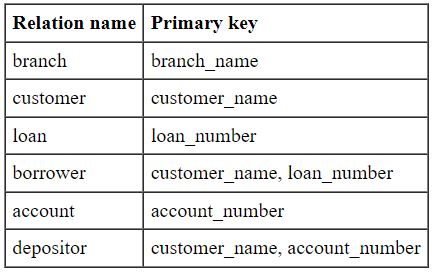 Relation name Primary key
branch branch_name
customer customer_name
loan loan_number
borrower customer_name, loan_number
account account_number
depositor customer_name, account_number